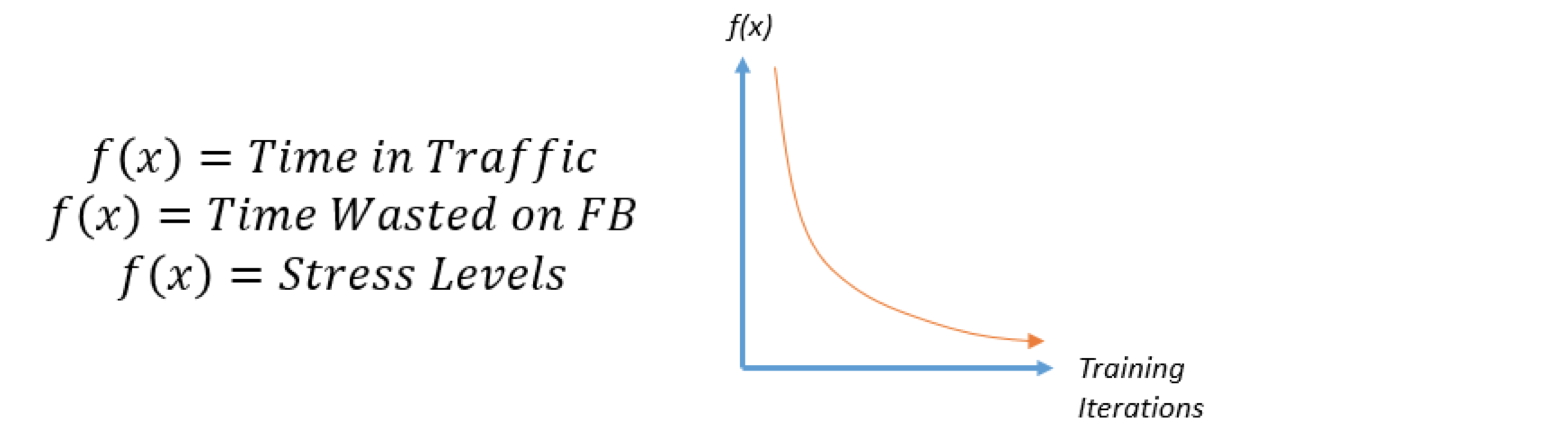 f(x) = Time in Traffic
f(x) = Time Wasted on FB
f(x) = Stress Levels
f(x)
Training
Iterations